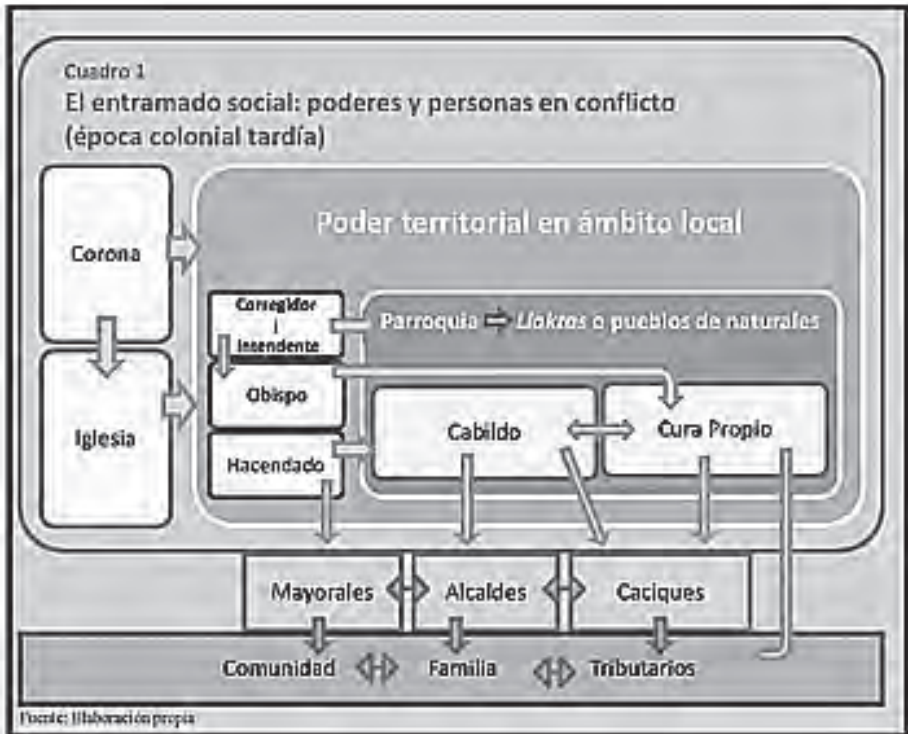 Cuadro 1
El entramado social: poderes y personas en conflicto
(época colonial tardía)
Poder territorial en ámbito local
Corona
Corregidor
|
Intendente
Parroquia ⇨ Llaktas o pueblos de naturales
Obispo
Iglesia
Cabildo
Cura Propio
Hacendado
Mayorales
Alcaldes
Caciques
Comunidad
Familia
Tributarios
Fuente: Elaboración propia